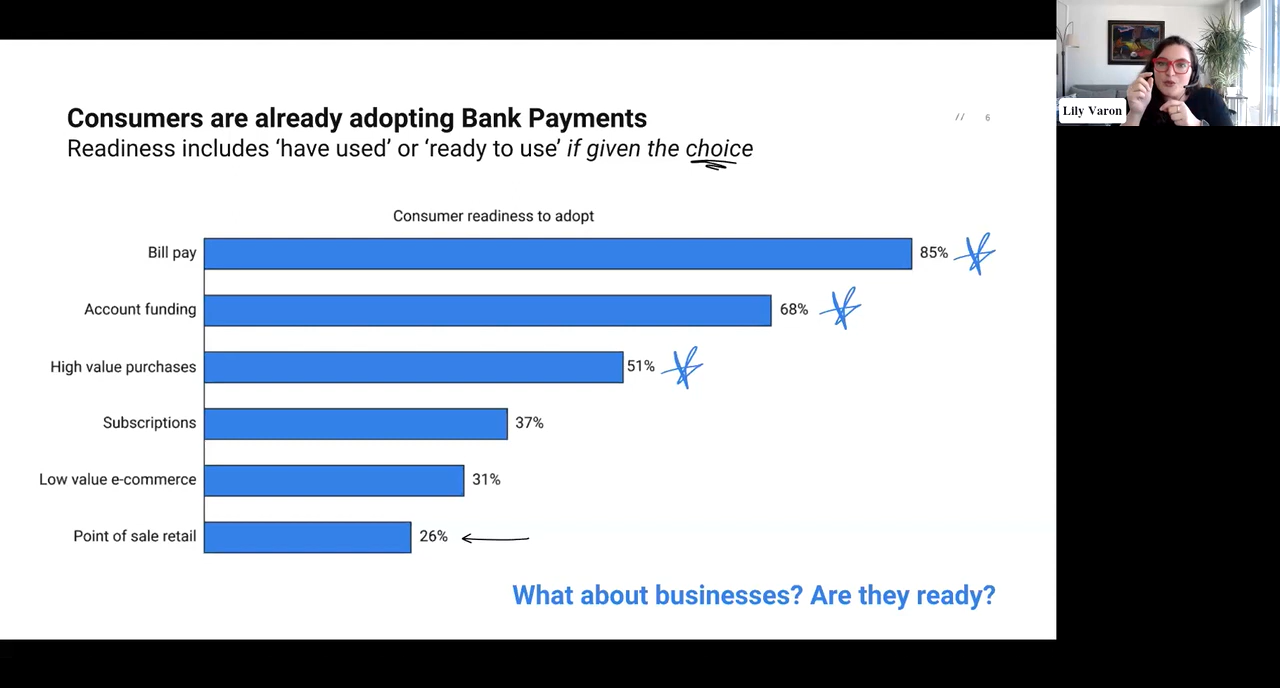 Lily Varon
Consumers are already adopting Bank Payments
// 6
Readiness includes ‘have used’ or ‘ready to use’ if given the choice
Consumer readiness to adopt
Bill pay 85%
Account funding 68%
High value purchases 51%
Subscriptions 37%
Low value e-commerce 31%
Point of sale retail 26%
What about businesses? Are they ready?